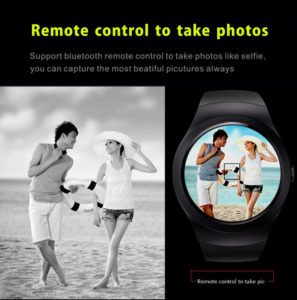 Remote control to take photos
Support bluetooth remote control to take photos like selfie,
you can capture the most beatiful picutures always
Remote control to take pic